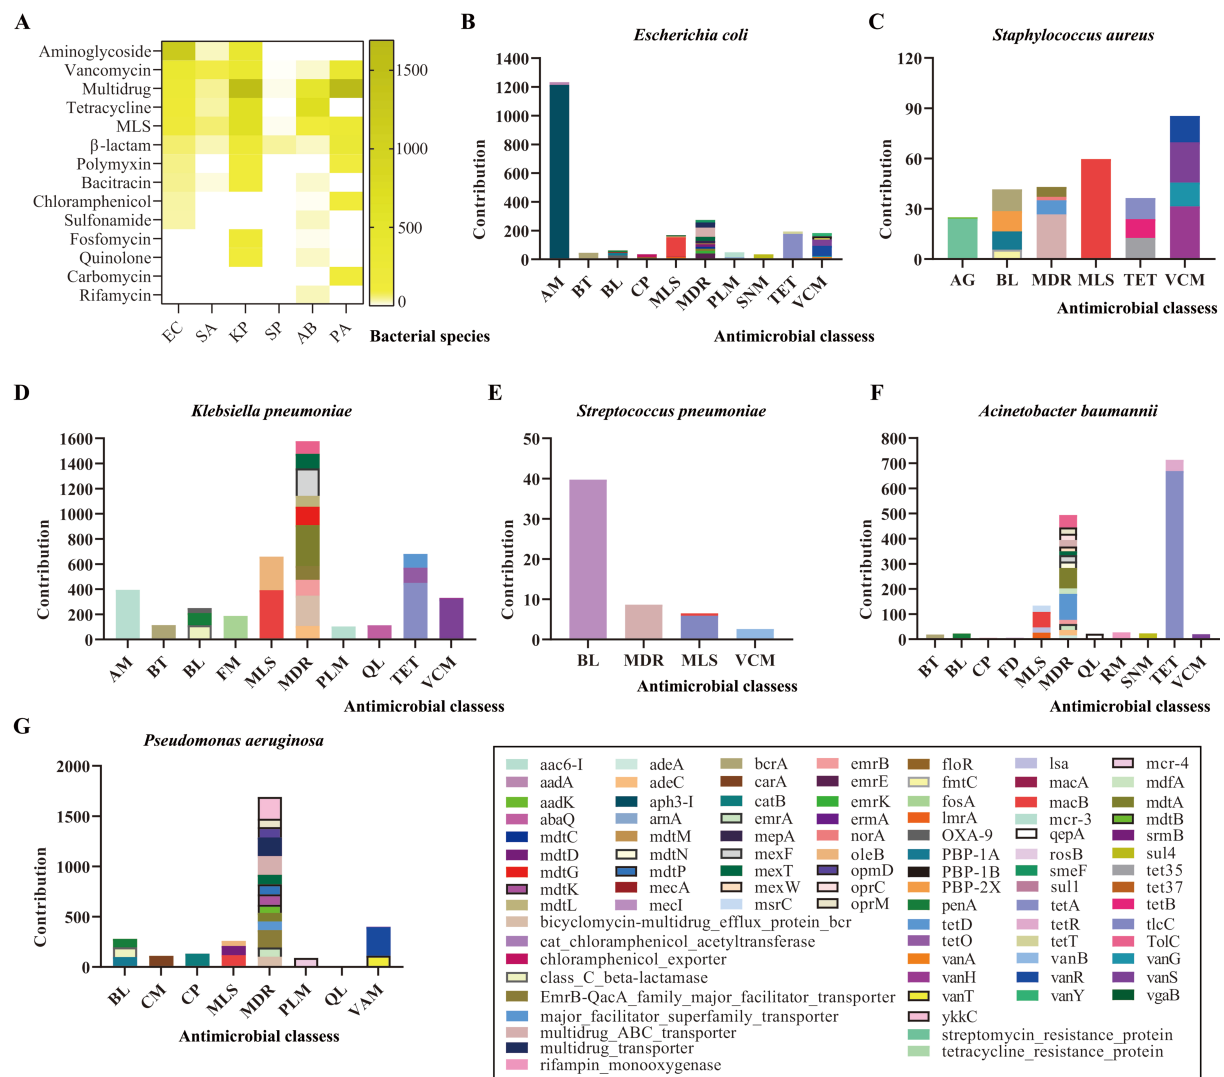 A
Aminoglycoside
Vancomycin
Multidrug
Tetracycline
MLS
β-lactam
Polymyxin
Bacitracin
Chloramphenicol
Sulfonamide
Fosfomycin
Quinolone
Carbomycin
Rifamycin
EC SA KP SP AB PA
Bacterial species
1500
1000
500
0
B
Escherichia coli
Contribution
1400
1200
1000
800
600
400
200
0
AM BT BL CP MLS MDR PLM SNM TET VCM
Antimicrobial classess
C
Staphylococcus aureus
Contribution
120
90
60
30
0
AG BL MDR MLS TET VCM
Antimicrobial classess
D
Klebsiella pneumoniae
Contribution
1600
1400
1200
1000
800
600
400
200
0
AM BT BL FM MLS MDR PLM QL TET VCM
Antimicrobial classess
E
Streptococcus pneumoniae
Contribution
50
40
30
20
10
0
BL MDR MLS VCM
Antimicrobial classess
F
Acinetobacter baumannii
Contribution
800
700
600
500
400
300
200
100
0
BT BL CP FD MLS MDR QL RM SNM TET VCM
Antimicrobial classess
G
Pseudomonas aeruginosa
Contribution
2000
1500
1000
500
0
BL CM CP MLS MDR PLM QL VAM
Antimicrobial classess
aac6-I adeA bcrA emrB floR lsa mcr-4
aadA adeC carA emrE fmtC macA mdfA
aadK aph3-I catB emrK fosA macB mdtA
abaQ arnA emrA ermA lmrA mcr-3 mdtB
mdtC mdtM mepA norA OXA-9 qepA srmB
mdtD mdtN mexF oleB PBP-1A rosB sul4
mdtG mdtP mexT opmD PBP-1B smeF tet35
mdtK mecA mexW oprC PBP-2X sul1 tet37
mdtL mecI msrC oprM penA tetA tetB
bicyclomycin-multidrug_efflux_protein_bcr tetD tetR tlcC
cat_chloramphenicol_acetyltransferase tetO tetT TolC
chloramphenicol_exporter vanA vanB vanG
class_C_beta-lactamase vanH vanR vanS
EmrB-QacA_family_major_facilitator_transporter vanT vanY vgaB
major_facilitator_superfamily_transporter ykkC
multidrug_ABC_transporter streptomycin_resistance_protein
multidrug_transporter tetracycline_resistance_protein
rifampin_monooxygenase